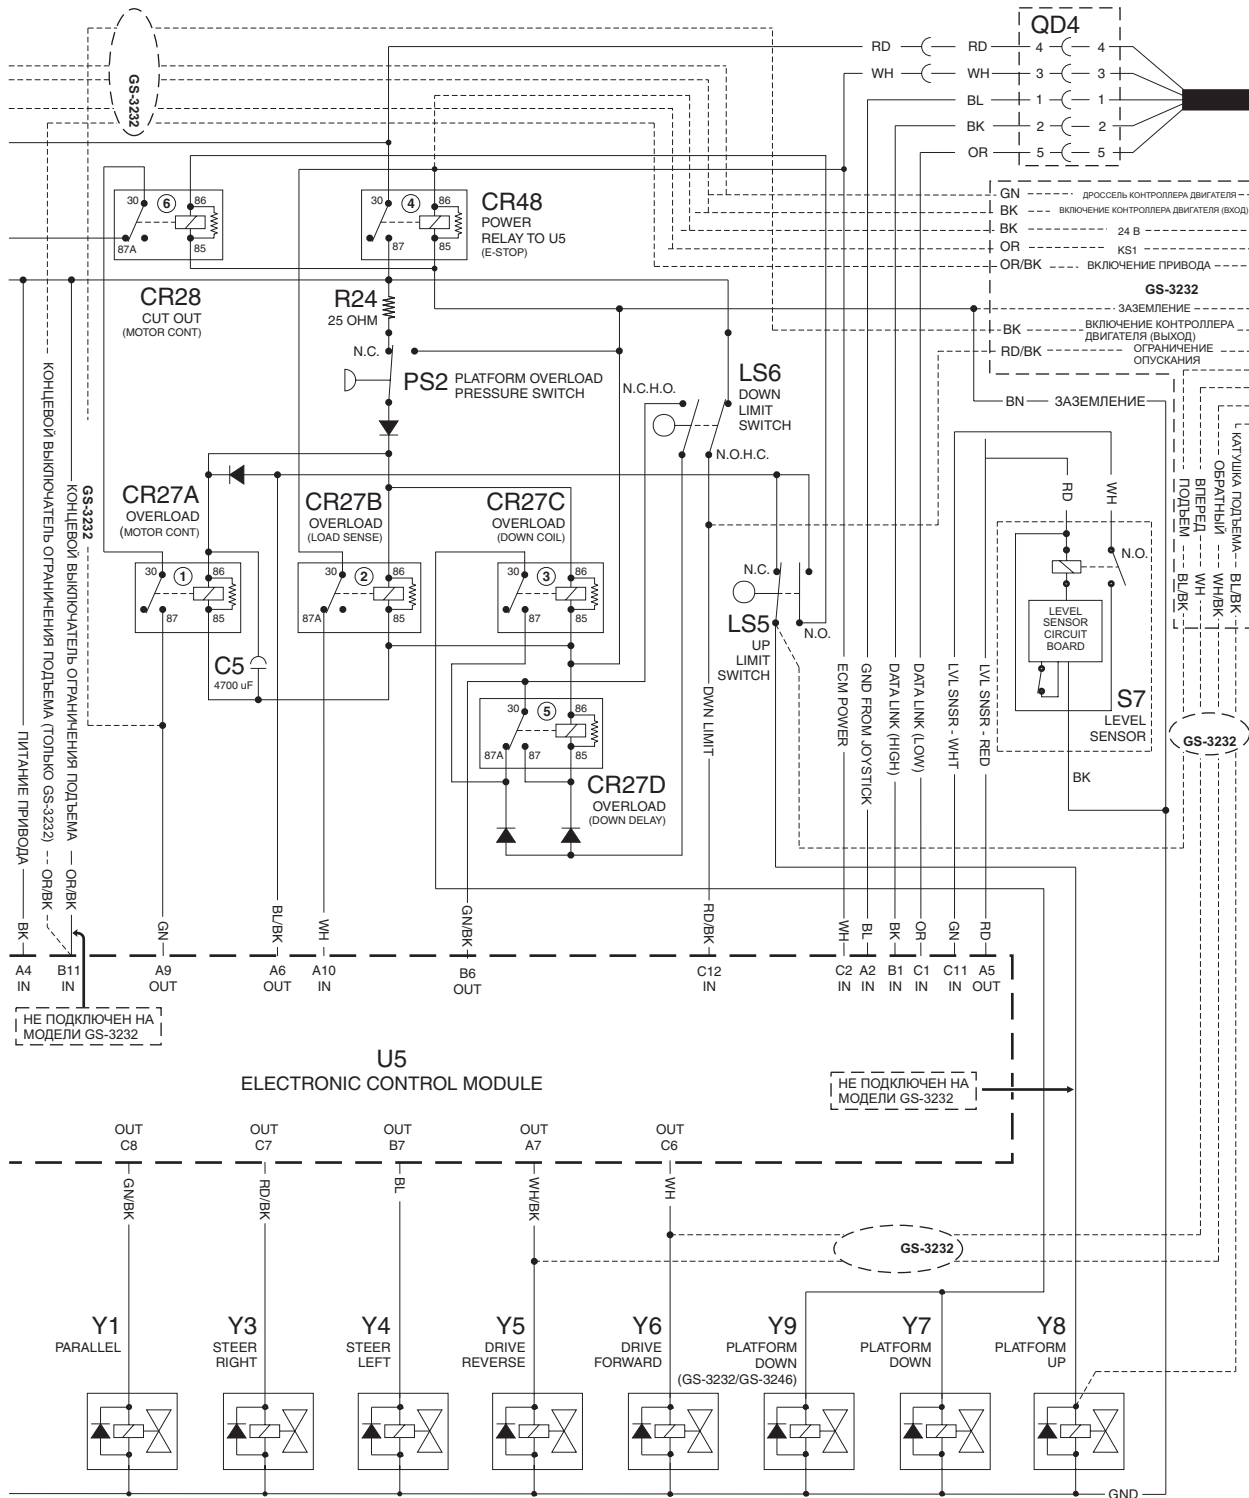 QD4
RD RD 4 4
WH WH 3 3
BL 1 1
BK 2 2
OR 5 5
GS-3232
30 6 86
87A 85
CR28
CUT OUT
(MOTOR CONT)
30 4 86
87 85
CR48
POWER
RELAY TO U5
(E-STOP)
GN ДРОССЕЛЬ КОНТРОЛЛЕРА ДВИГАТЕЛЯ
BK ВКЛЮЧЕНИЕ КОНТРОЛЛЕРА ДВИГАТЕЛЯ (ВХОД)
BK 24 В
OR KS1
OR/BK ВКЛЮЧЕНИЕ ПРИВОДА
GS-3232
ЗАЗЕМЛЕНИЕ
BK ВКЛЮЧЕНИЕ КОНТРОЛЛЕРА
ДВИГАТЕЛЯ (ВЫХОД)
RD/BK ОГРАНИЧЕНИЕ
ОПУСКАНИЯ
BN ЗАЗЕМЛЕНИЕ
R24
25 OHM
N.C.
PS2 PLATFORM OVERLOAD
PRESSURE SWITCH
N.C.H.O.
LS6
DOWN
LIMIT
SWITCH
N.O.H.C.
КОНЦЕВОЙ ВЫКЛЮЧАТЕЛЬ ОГРАНИЧЕНИЯ ПОДЪЕМА (ТОЛЬКО GS-3232) OR/BK
КОНЦЕВОЙ ВЫКЛЮЧАТЕЛЬ ОГРАНИЧЕНИЯ ПОДЪЕМА OR/BK
GS-3232
ПИТАНИЕ ПРИВОДА BK
CR27A
OVERLOAD
(MOTOR CONT)
30 1 86
87 85
C5
4700 uF
CR27B
OVERLOAD
(LOAD SENSE)
30 2 86
87A 85
CR27C
OVERLOAD
(DOWN COIL)
30 3 86
87 85
30 5 86
87A 87 85
CR27D
OVERLOAD
(DOWN DELAY)
N.C.
LS5
N.O.
UP
LIMIT
SWITCH
RD
WH
N.O.
LEVEL
SENSOR
CIRCUIT
BOARD
S7
LEVEL
SENSOR
BK
ПОДЪЕМ BL/BK
ВПЕРЕД WH
ОБРАТНЫЙ WH/BK
КАТУШКА ПОДЪЕМА BL/BK
GS-3232
GN
BL/BK
WH
GN/BK
DWN LIMIT RD/BK
ECM POWER WH
GND FROM JOYSTICK BL
DATA LINK (HIGH) BK
DATA LINK (LOW) OR
LVL SNSR - WHT GN
LVL SNSR - RED RD
A4 B11 A9 A6 A10 B6 C12 C2 A2 B1 C1 C11 A5
IN IN OUT OUT IN OUT IN IN IN IN IN IN OUT
НЕ ПОДКЛЮЧЕН НА
МОДЕЛИ GS-3232
U5
ELECTRONIC CONTROL MODULE
НЕ ПОДКЛЮЧЕН НА
МОДЕЛИ GS-3232
OUT OUT OUT OUT OUT
C8 C7 B7 A7 C6
GN/BK
RD/BK
BL
WH/BK
WH
GS-3232
Y1
PARALLEL
Y3
STEER
RIGHT
Y4
STEER
LEFT
Y5
DRIVE
REVERSE
Y6
DRIVE
FORWARD
Y9
PLATFORM
DOWN
(GS-3232/GS-3246)
Y7
PLATFORM
DOWN
Y8
PLATFORM
UP
GND